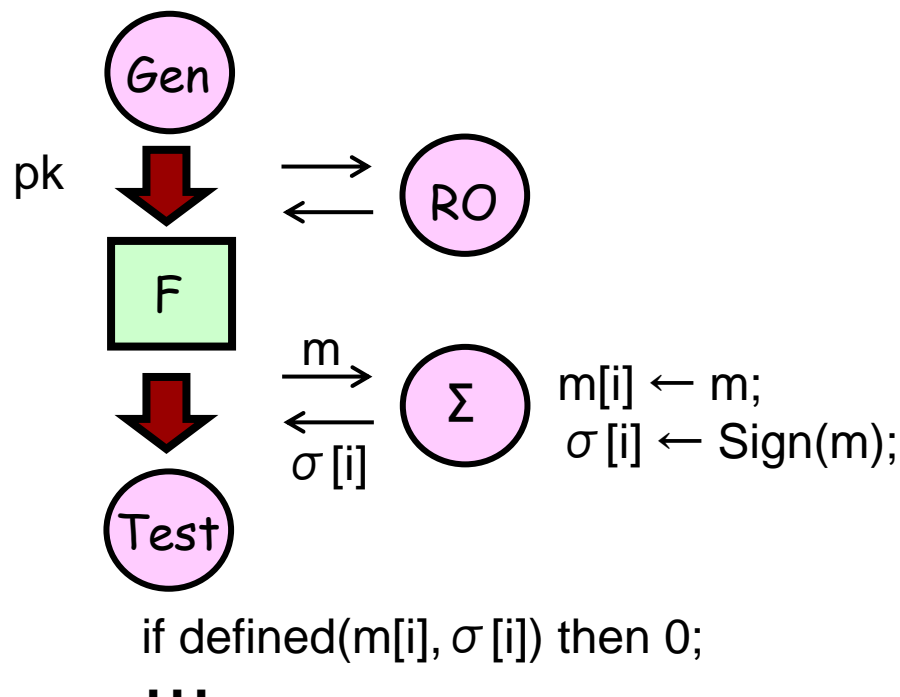 Gen
pk
RO
F
m
Σ
m[i] ← m;
σ[i]
σ[i] ← Sign(m);
Test
if defined(m[i], σ[i]) then 0;
...